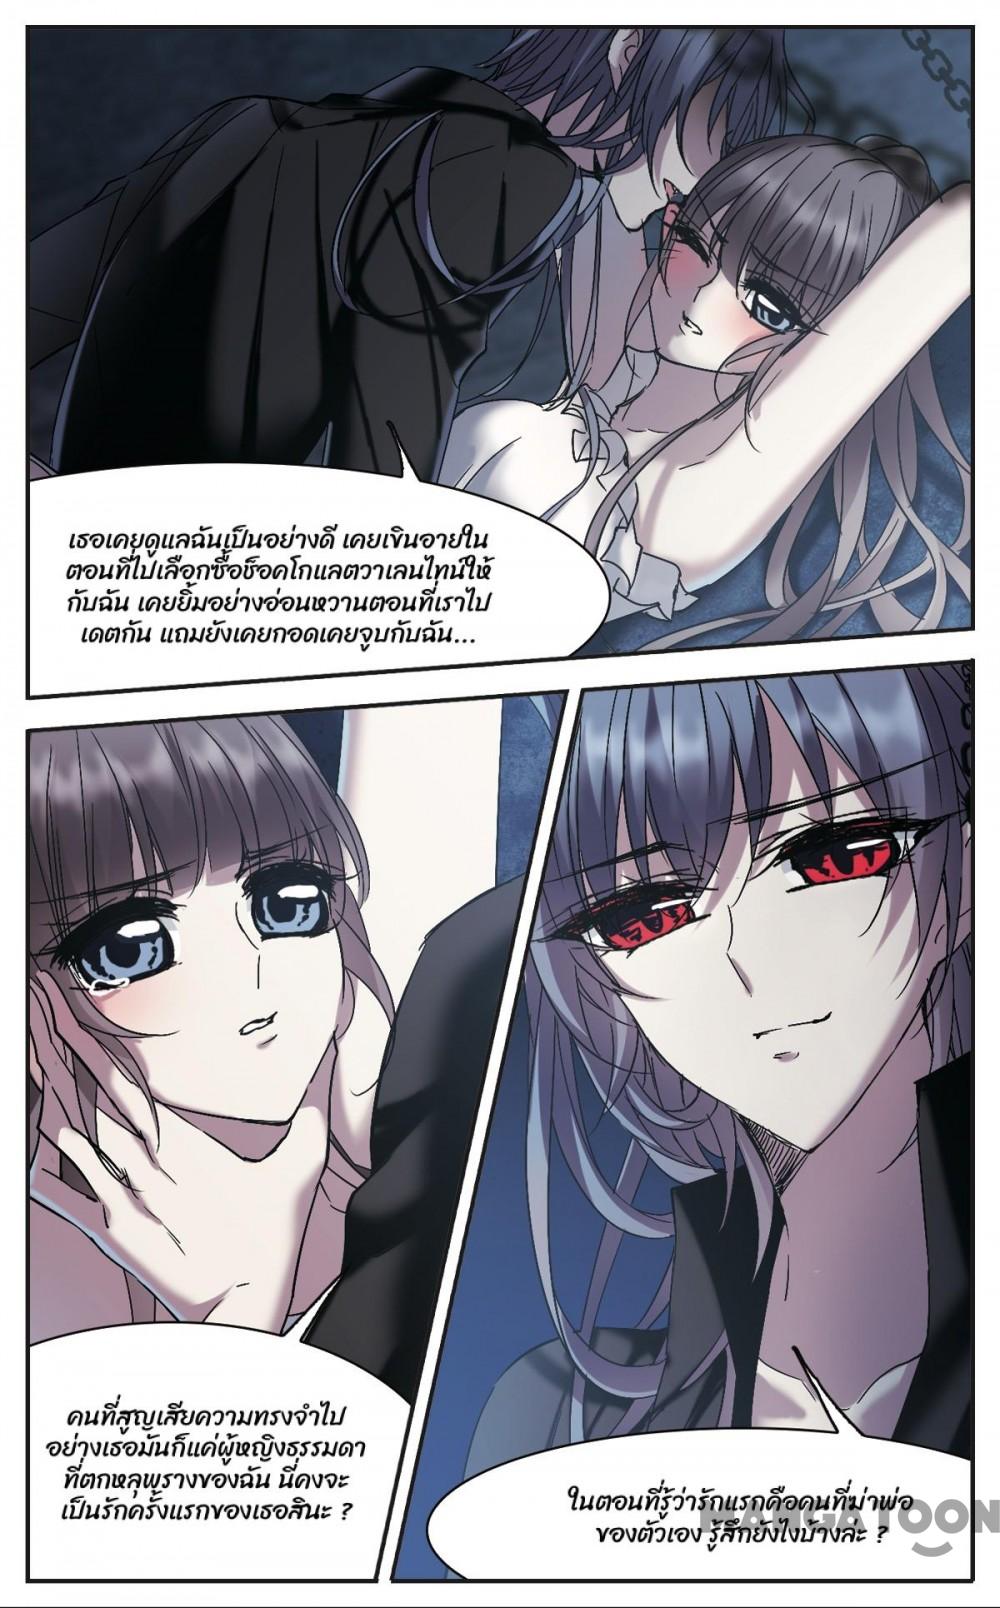 เธอเคยดูแลฉันเป็นอย่างดี เคยเขินอายใน
ตอนที่ไปเลือกซื้อช็อคโกแลตวาเลนไทน์ให้
กับฉัน เคยยิ้มอย่างอ่อนหวานตอนที่เราไป
เดตกัน แถมยังเคยกอดเคยจูบกับฉัน...
คนที่สูญเสียความทรงจำไป
อย่างเธอมันก็แค่ผู้หญิงธรรมดา
ที่ตกหลุมพรางของฉัน นี่คงจะ
เป็นรักครั้งแรกของเธอสินะ ?
ในตอนที่รู้ว่ารักแรกคือคนที่ฆ่าพ่อ
ของตัวเอง รู้สึกยังไงบ้างล่ะ ?
MANGATOON